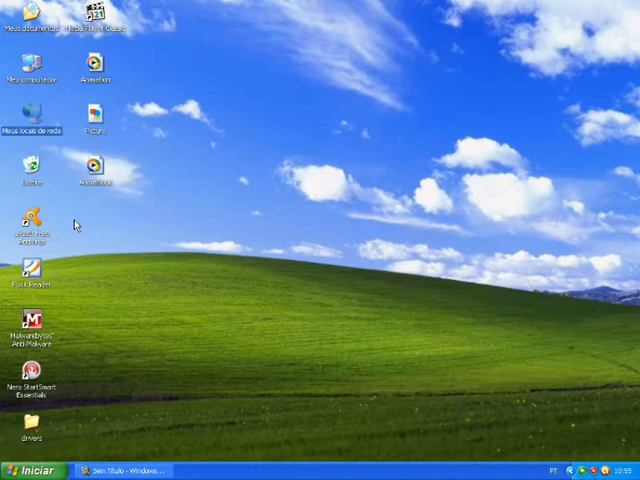 Meus documentos
Media Player Classic
Meu computador
Animation
Meus locais de rede
Picture
Lixeira
Animations
avast! Free
Antivirus
Foxit Reader
Malwarebytes'
Anti-Malware
Nero StartSmart
Essentials
drivers
Iniciar
Sem Título - Windows...
PT
10:55